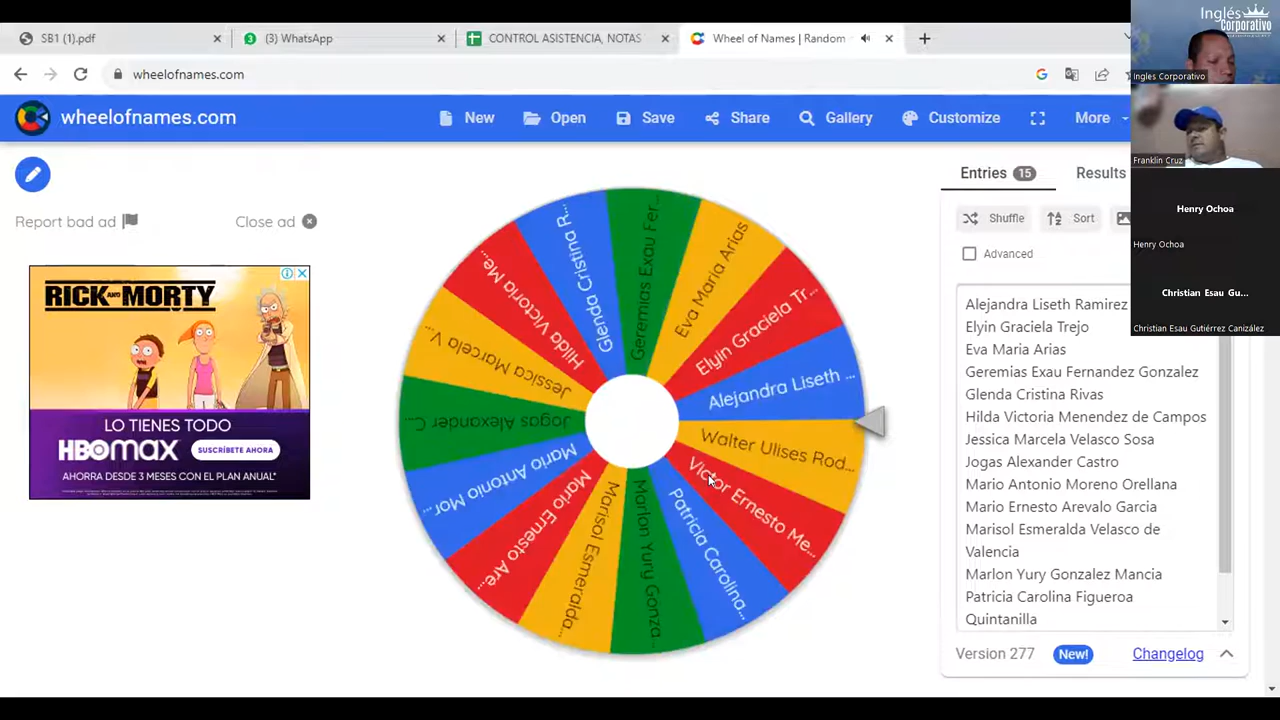 SB1 (1).pdf
(3) WhatsApp
CONTROL ASISTENCIA, NOTAS
Wheel of Names | Random
wheelofnames.com
wheelofnames.com
New
Open
Save
Share
Gallery
Customize
More
Report bad ad
Close ad
RICK AND MORTY
LO TIENES TODO
HBOMAX
SUSCRÍBETE AHORA
AHORA DESDE 3 MESES CON EL PLAN ANUAL*
Geremias Exau Fer...
Eva Maria Arias
Elyin Graciela Tr...
Alejandra Liseth ...
Walter Ulises Rod...
Victor Ernesto Me...
Patricia Carolina...
Marlon Yury Gonza...
Marisol Esmeralda...
Mario Ernesto Are...
Mario Antonio Mor...
Jogas Alexander C...
Jessica Marcela V...
Hilda Victoria Me...
Glenda Cristina R...
Entries 15
Results
Shuffle
Sort
Advanced
Alejandra Liseth Ramirez
Elyin Graciela Trejo
Eva Maria Arias
Geremias Exau Fernandez Gonzalez
Glenda Cristina Rivas
Hilda Victoria Menendez de Campos
Jessica Marcela Velasco Sosa
Jogas Alexander Castro
Mario Antonio Moreno Orellana
Mario Ernesto Arevalo Garcia
Marisol Esmeralda Velasco de
Valencia
Marlon Yury Gonzalez Mancia
Patricia Carolina Figueroa
Quintanilla
Version 277
New!
Changelog
Inglés
Corporativo
Ingles Corporativo
Franklin Cruz
Henry Ochoa
Henry Ochoa
Christian Esau Gu...
Christian Esau Gutiérrez Canizález